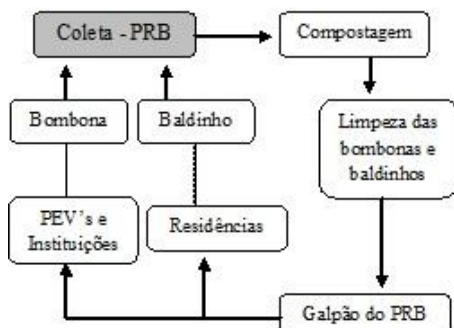 Coleta - PRB
Compostagem
Bombona
Baldinho
Limpeza das
bombonas e
baldinhos
PEV's e
Instituições
Residências
Galpão do PRB